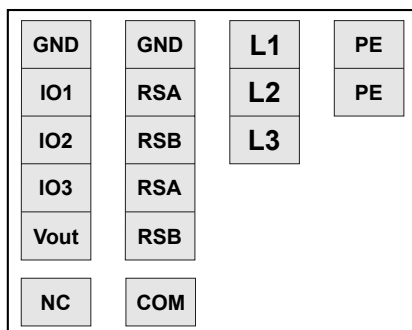 GND GND L1 PE
IO1 RSA L2 PE
IO2 RSB L3
IO3 RSA
Vout RSB
NC COM